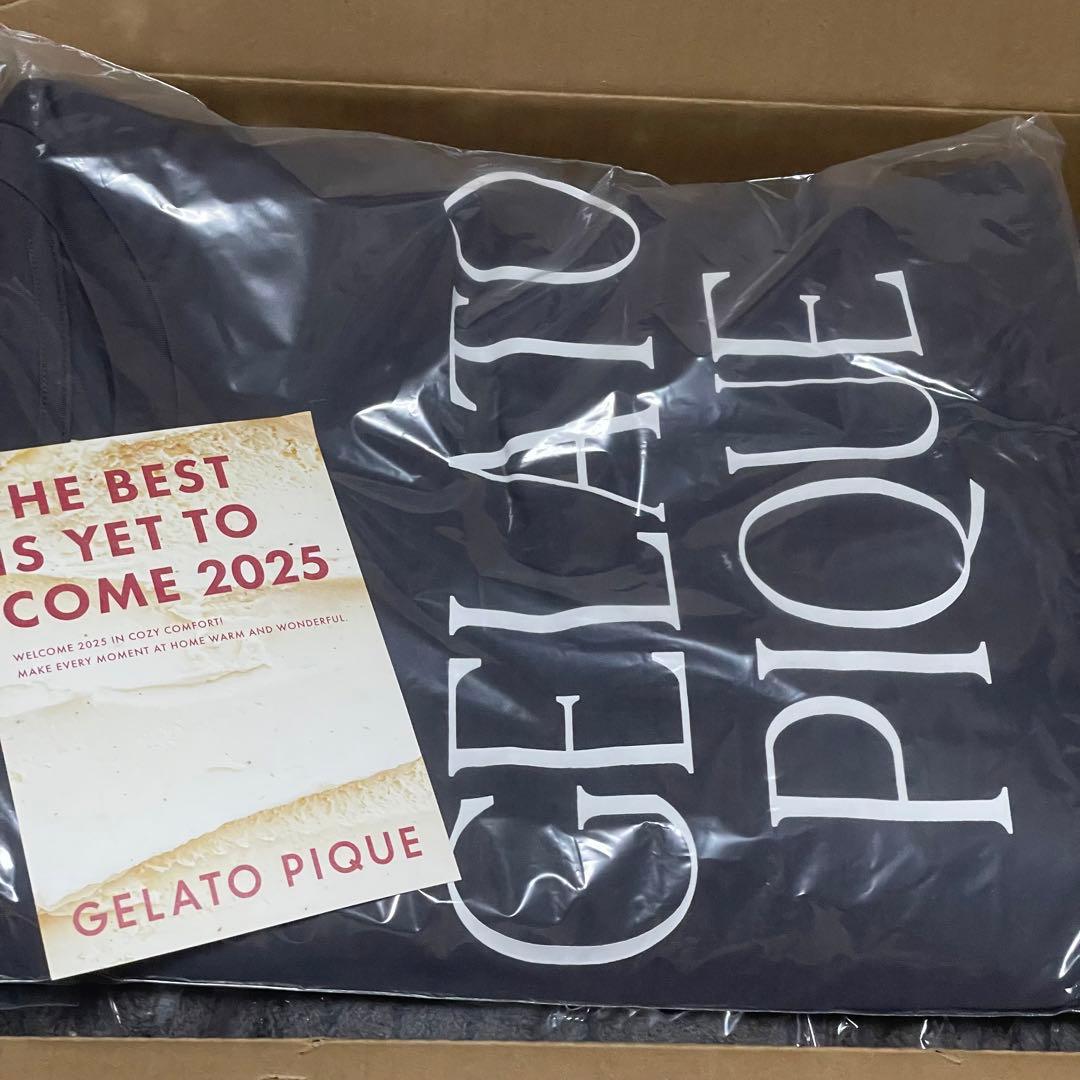 GELATO
PIQUE
HE BEST
IS YET TO
COME 2025
WELCOME 2025 IN COZY COMFORT!
MAKE EVERY MOMENT AT HOME WARM AND WONDERFUL.
GELATO PIQUE